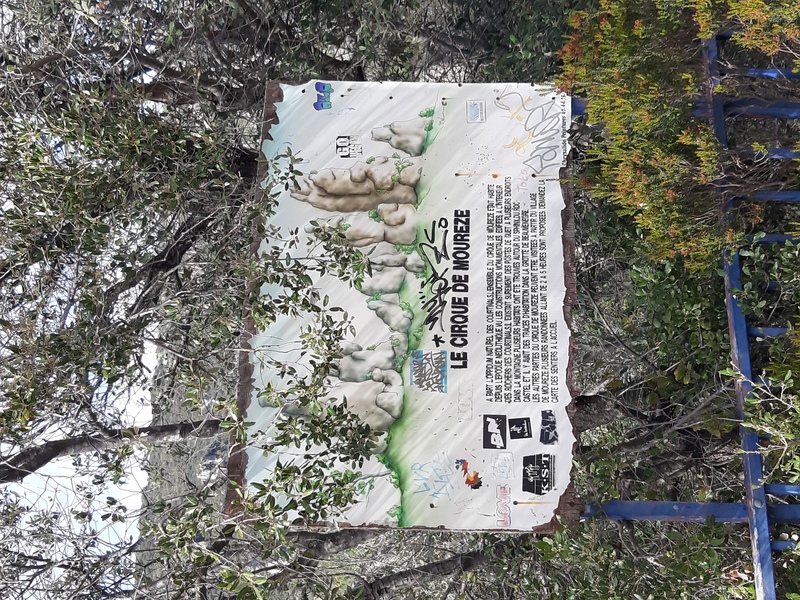 LE CIRQUE DE MOUREZE
A PART L'OPPIDUM NATUREL DES COURTINALS,L'ENSEMBLE DU CIRQUE DE MOUREZE ETAIT HABITE
DEPUIS L'EPOQUE NEOLITHIQUE.VU LES CONSTRUCTIONS MONUMENTALES EDIFIEES A L'INTERIEUR
DES ROCHERS DES COURTINALS,IL EXISTAIT SUREMENT DES POSTES DE GUET A PLUSIEURS ENDROITS
DANS LA MONTAGNE.PLUSIEURS HABITATS ONT ETE TROUVES AUTOUR DU SPHINX,DU ROC
CASTEL ET IL Y AVAIT DES TRACES D'HABITATION DANS LA GROTTE DE BEAUMENEGRE.
LES AUTRES PARTIES DU CIRQUE DE MOUREZE PEUVENT ETRE VISITEES A PARTIR DU VILLAGE
DE MOUREZE PLUSIEURS RANDONNEES ALLANT DE 2 A 5 HEURES SONT PROPOSEES DEMANDEZ LA
CARTE DES SENTIERS A L'ACCUEIL
LOVE
K.S.T
Chrysalide Peintures